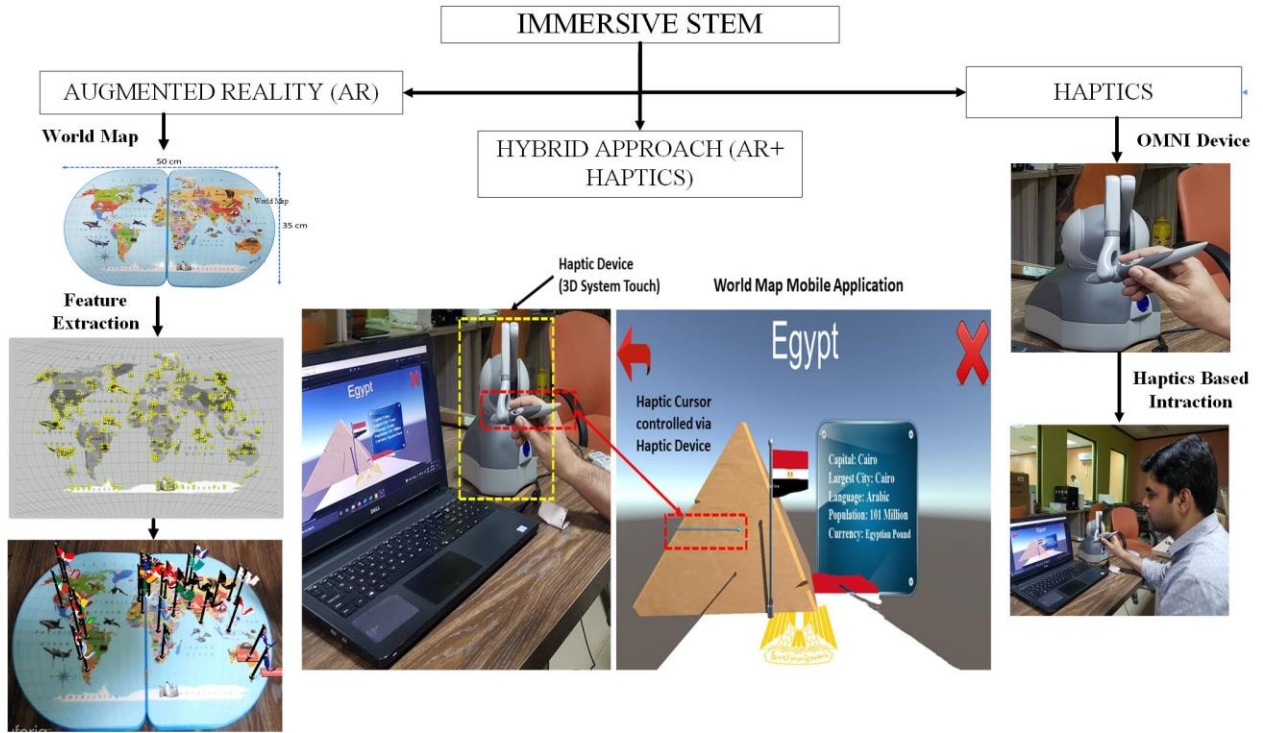 IMMERSIVE STEM
AUGMENTED REALITY (AR)
HAPTICS
HYBRID APPROACH (AR+
HAPTICS)
World Map
50 cm
World Map
35 cm
Feature
Extraction
OMNI Device
Haptics Based
Intraction
Egypt
Haptic Device
(3D System Touch)
Egypt
DELL
World Map Mobile Application
Egypt
Haptic Cursor
controlled via
Haptic Device
Capital: Cairo
Largest City: Cairo
Language: Arabic
Population: 101 Million
Currency: Egyptian Pound